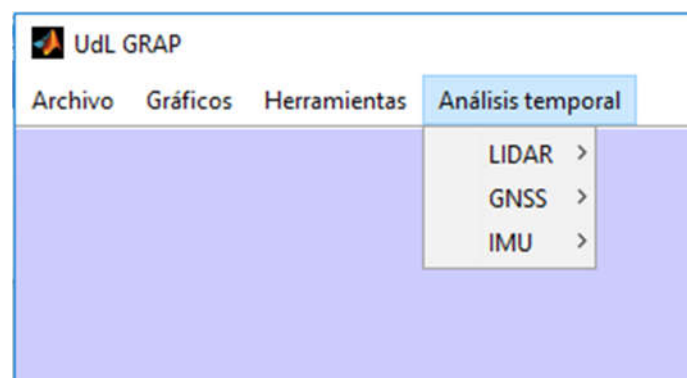 UdL GRAP
Archivo Gráficos Herramientas Análisis temporal
LIDAR >
GNSS >
IMU >